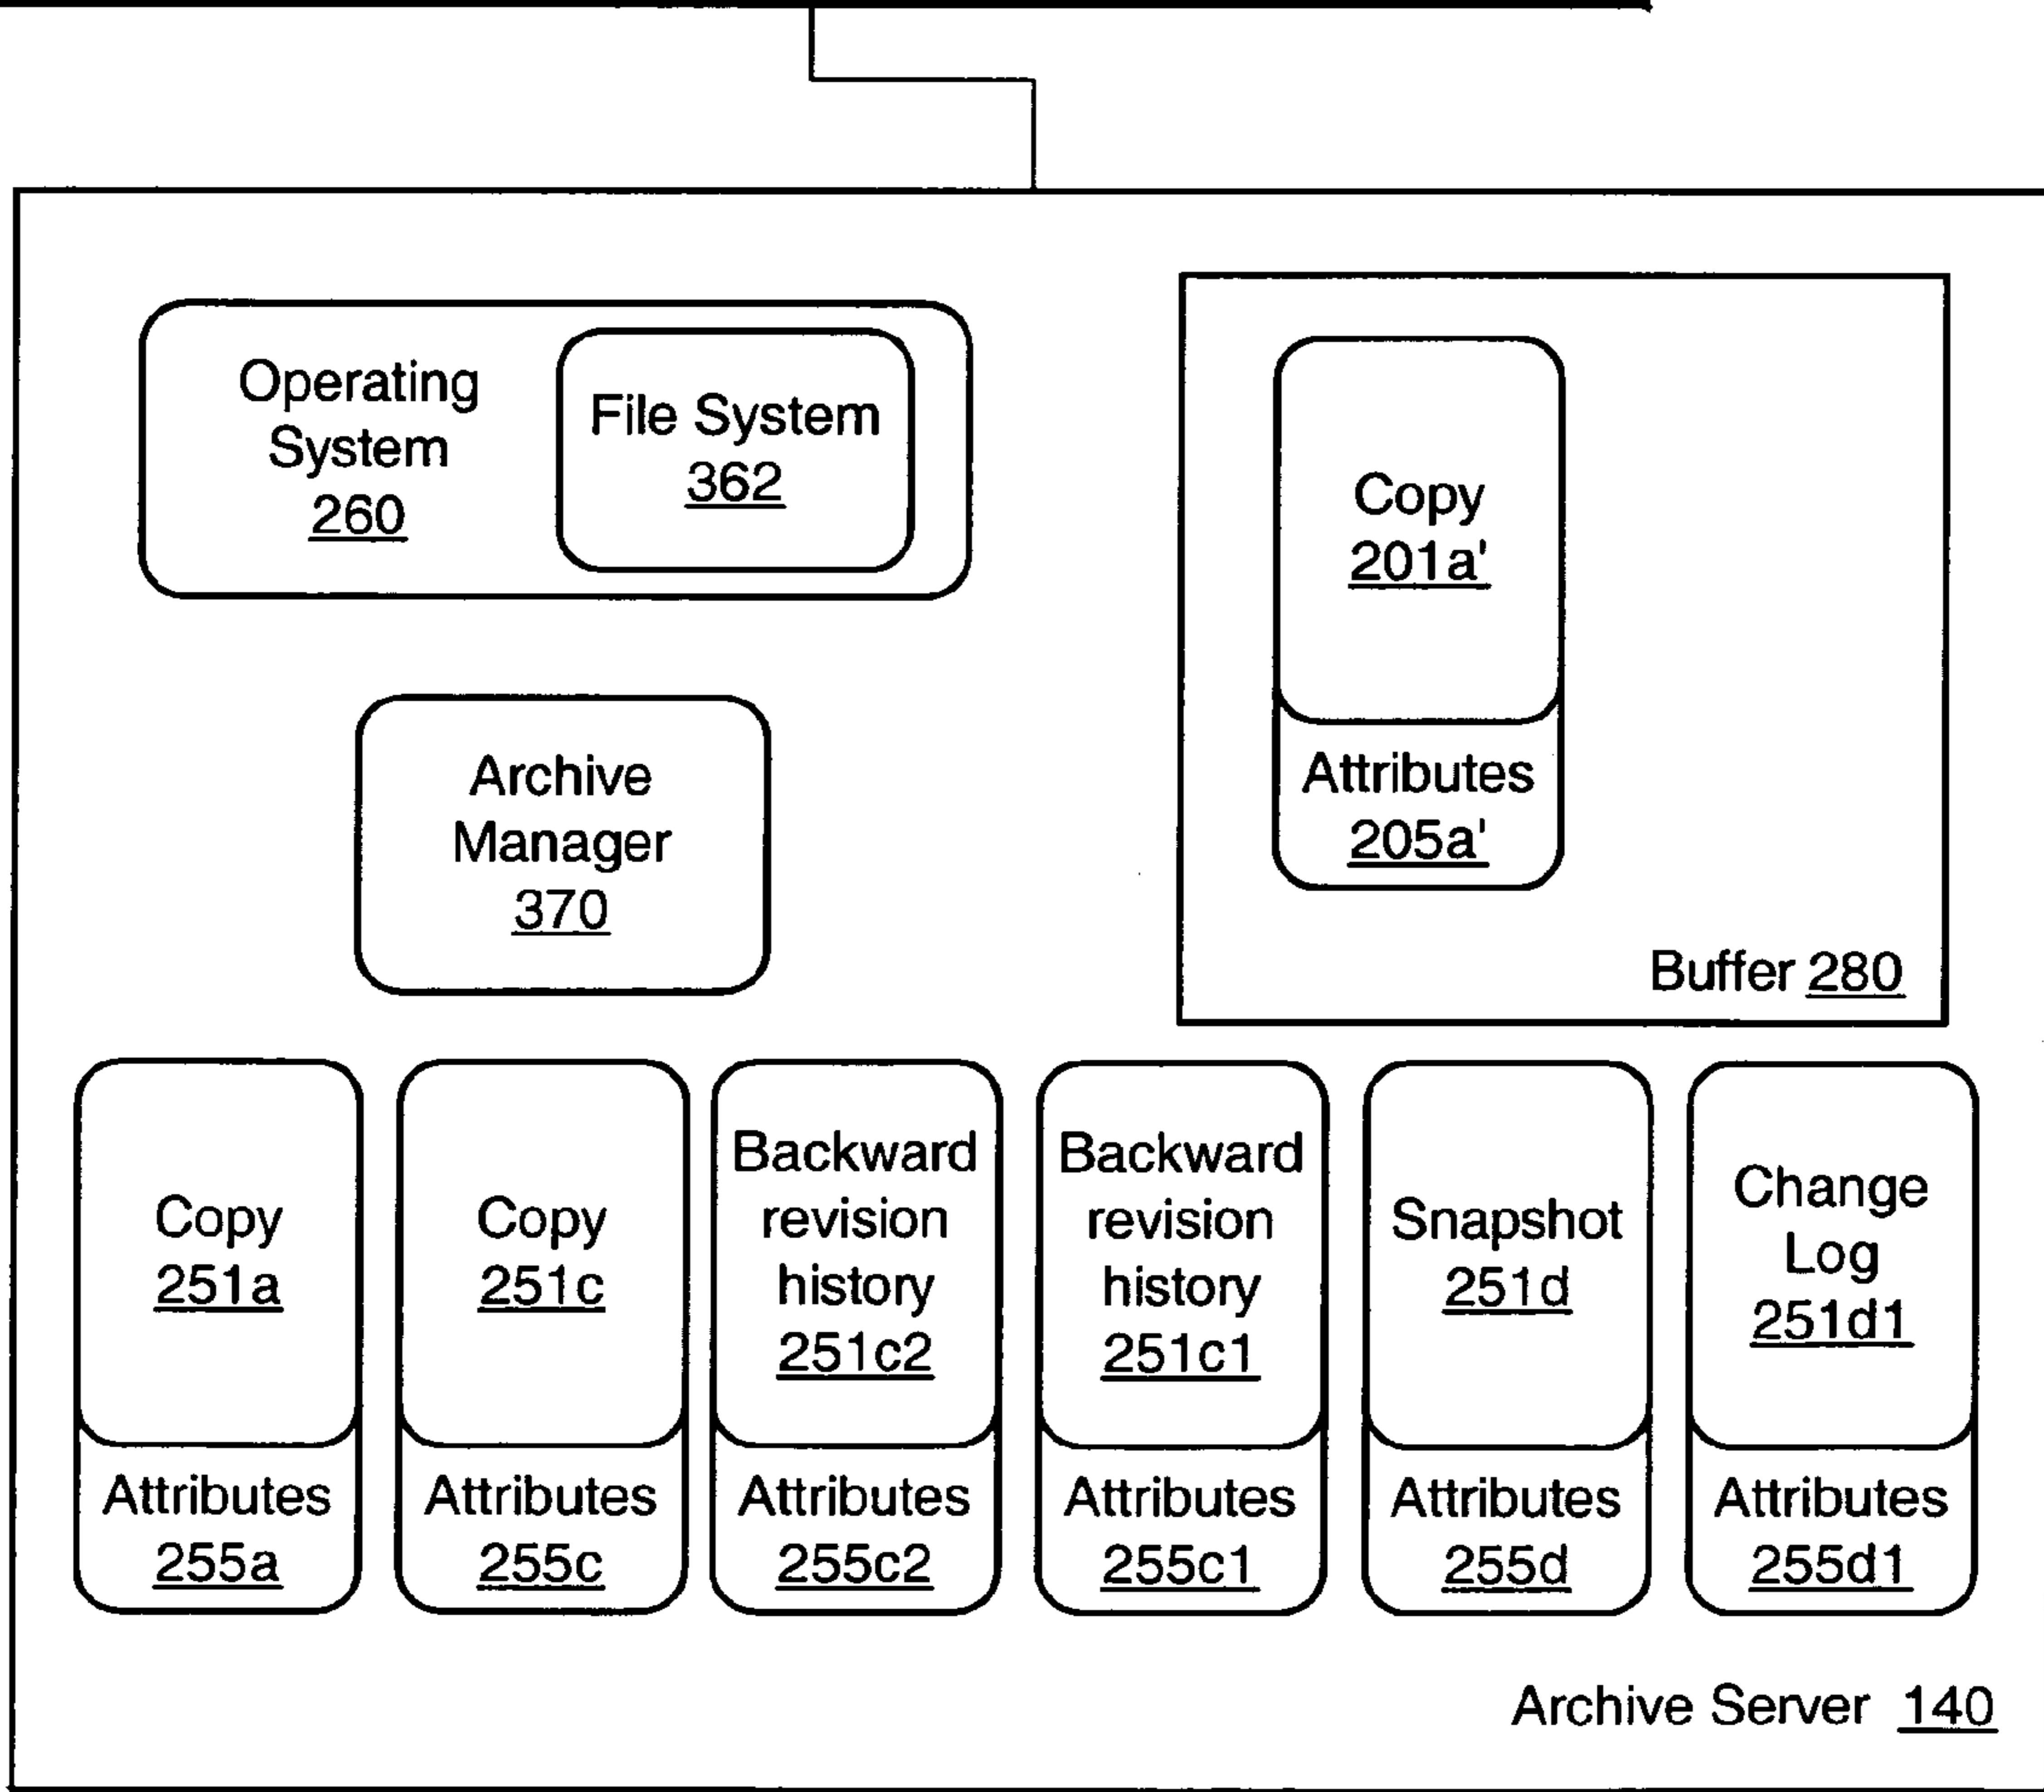 Operating
System
260
File System
362
Copy
201a'
Attributes
205a'
Buffer 280
Archive
Manager
370
Copy
251a
Attributes
255a
Copy
251c
Attributes
255c
Backward
revision
history
251c2
Attributes
255c2
Backward
revision
history
251c1
Attributes
255c1
Snapshot
251d
Attributes
255d
Change
Log
251d1
Attributes
255d1
Archive Server 140